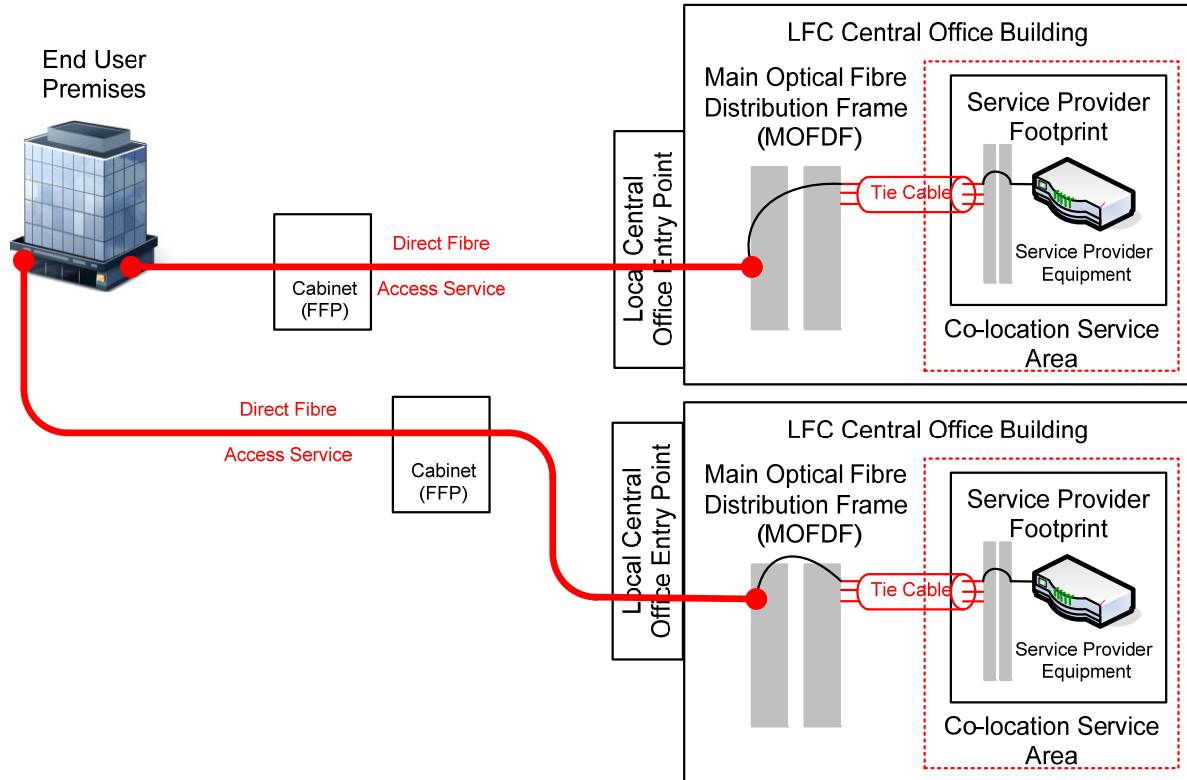 End User
Premises
Cabinet
(FFP)
Direct Fibre
Access Service
Local Central
Office Entry Point
LFC Central Office Building
Main Optical Fibre
Distribution Frame
(MOFDF)
Tie Cable
Service Provider
Footprint
Service Provider
Equipment
Co-location Service
Area
Direct Fibre
Access Service
Cabinet
(FFP)
Local Central
Office Entry Point
LFC Central Office Building
Main Optical Fibre
Distribution Frame
(MOFDF)
Tie Cable
Service Provider
Footprint
Service Provider
Equipment
Co-location Service
Area